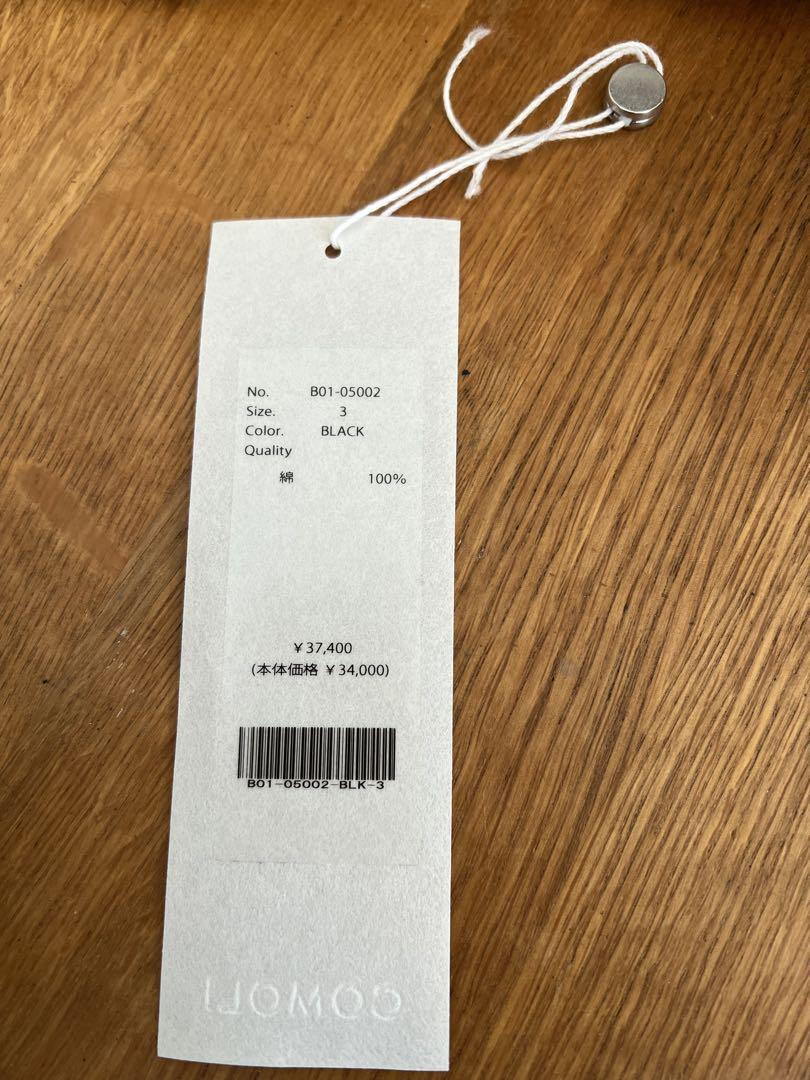 No. B01-05002
Size. 3
Color. BLACK
Quality
綿 100%
¥37,400
(本体価格 ¥34,000)
B01-05002-BLK-3
COMOLI